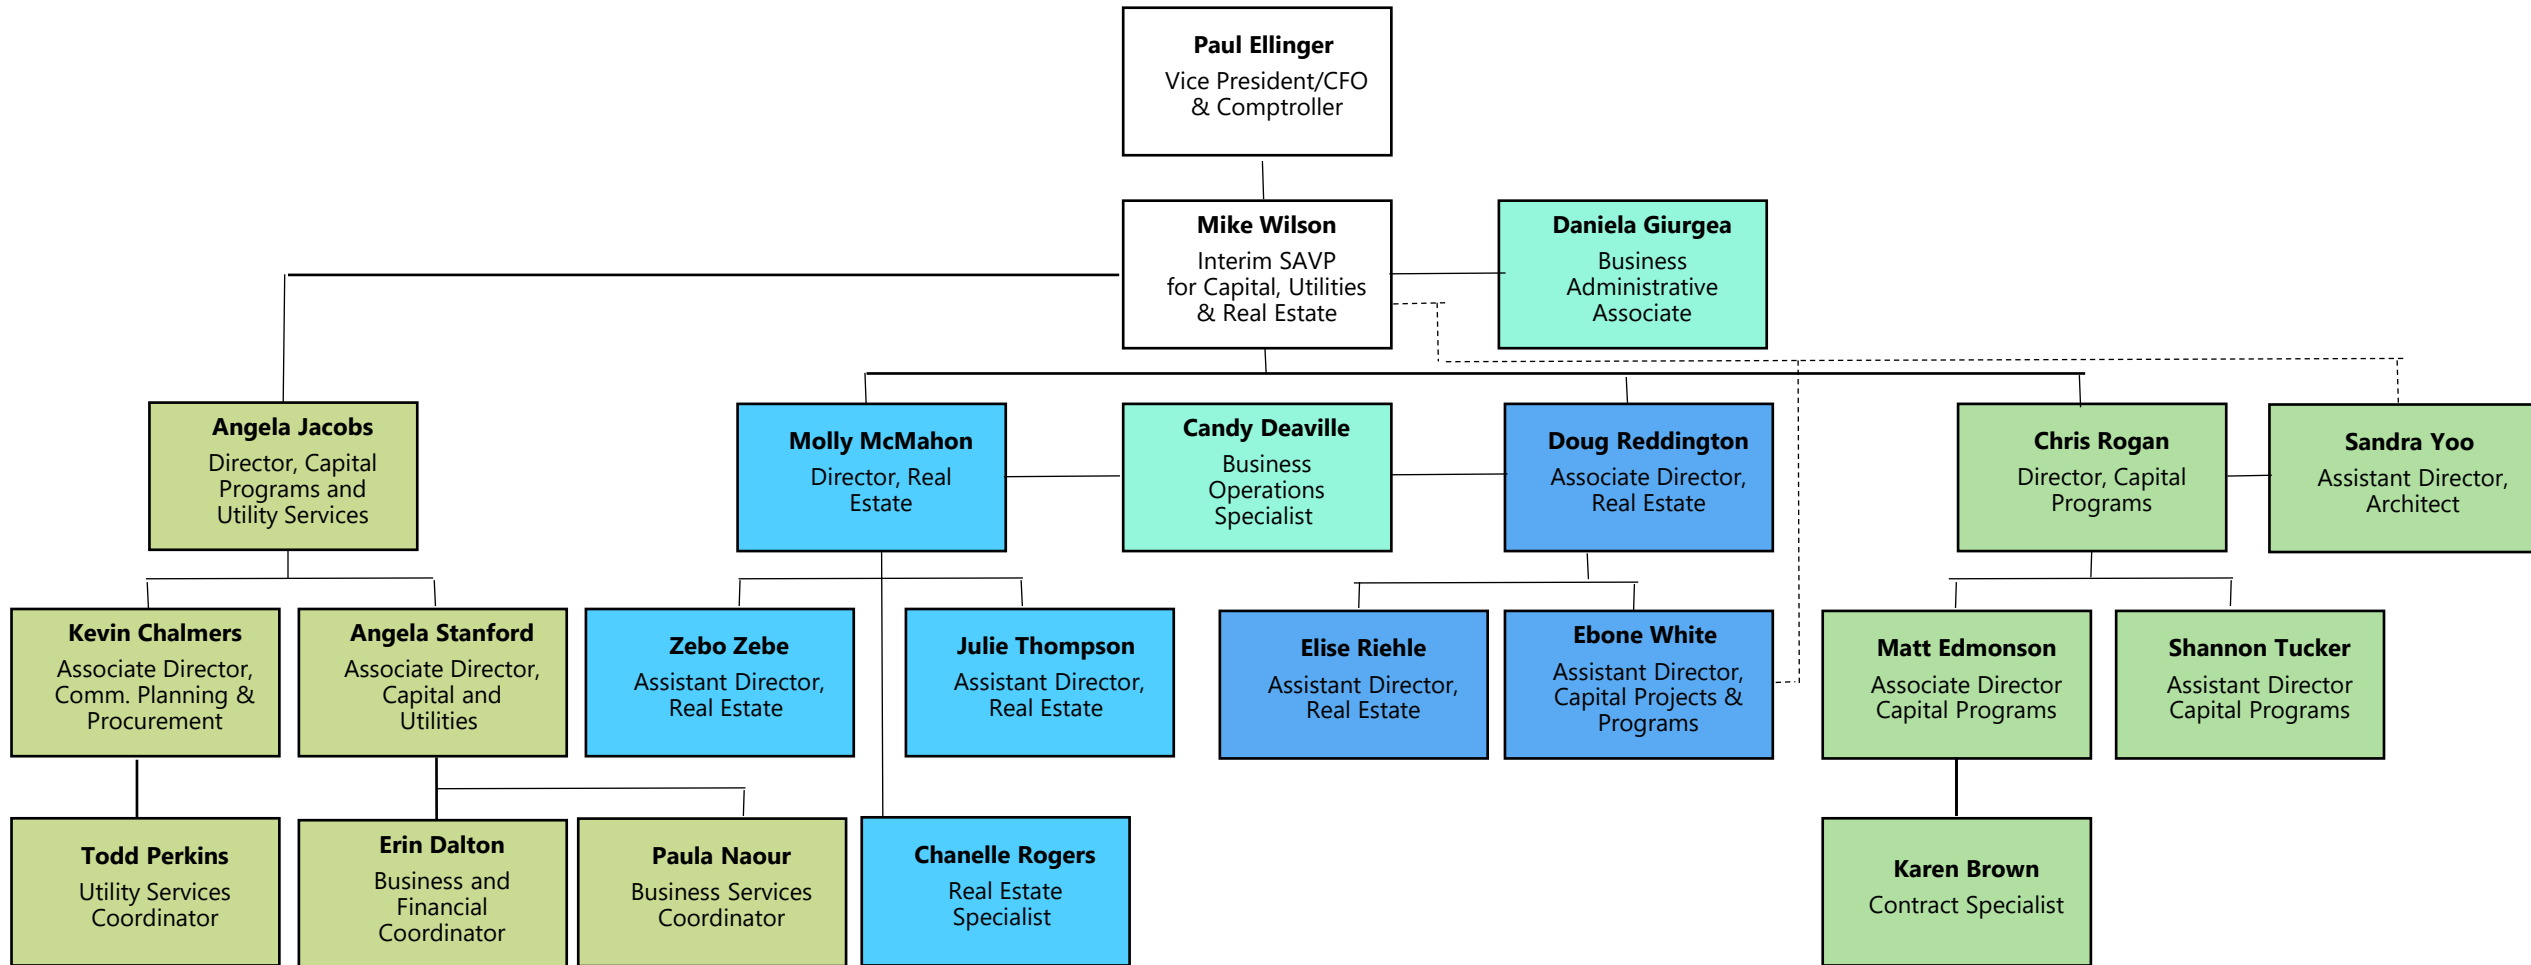 Paul Ellinger
Vice President/CFO
& Comptroller
Mike Wilson
Interim SAVP
for Capital, Utilities
& Real Estate
Daniela Giurgea
Business
Administrative
Associate
Angela Jacobs
Director, Capital
Programs and
Utility Services
Molly McMahon
Director, Real
Estate
Candy Deaville
Business
Operations
Specialist
Doug Reddington
Associate Director,
Real Estate
Chris Rogan
Director, Capital
Programs
Sandra Yoo
Assistant Director,
Architect
Kevin Chalmers
Associate Director,
Comm. Planning &
Procurement
Angela Stanford
Associate Director,
Capital and
Utilities
Zebo Zebe
Assistant Director,
Real Estate
Julie Thompson
Assistant Director,
Real Estate
Elise Riehle
Assistant Director,
Real Estate
Ebone White
Assistant Director,
Capital Projects &
Programs
Matt Edmonson
Associate Director
Capital Programs
Shannon Tucker
Assistant Director
Capital Programs
Todd Perkins
Utility Services
Coordinator
Erin Dalton
Business and
Financial
Coordinator
Paula Naour
Business Services
Coordinator
Chanelle Rogers
Real Estate
Specialist
Karen Brown
Contract Specialist